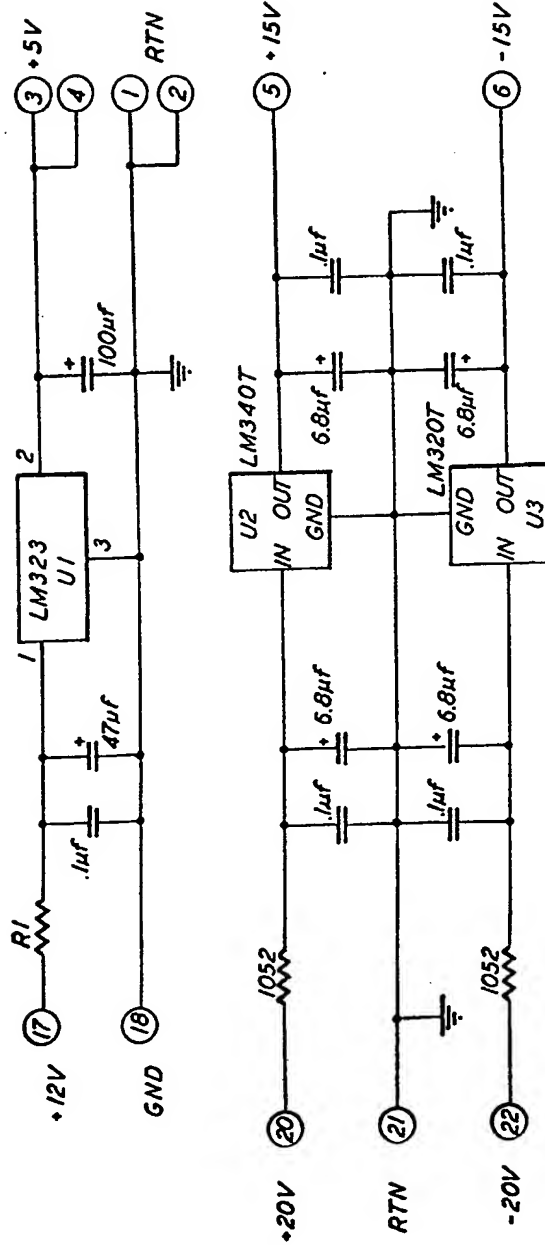 +12V
17
R1
.1µf
+
47µf
1
LM323
U1
2
3
+
100µf
3
+5V
4
GND
18
1
RTN
2
+20V
20
1052
.1µf
+
6.8µf
U2
IN OUT
GND
LM340T
+
6.8µf
.1µf
5
+15V
RTN
21
-20V
22
1052
.1µf
+
6.8µf
GND
IN OUT
U3
LM320T
+
6.8µf
.1µf
6
-15V